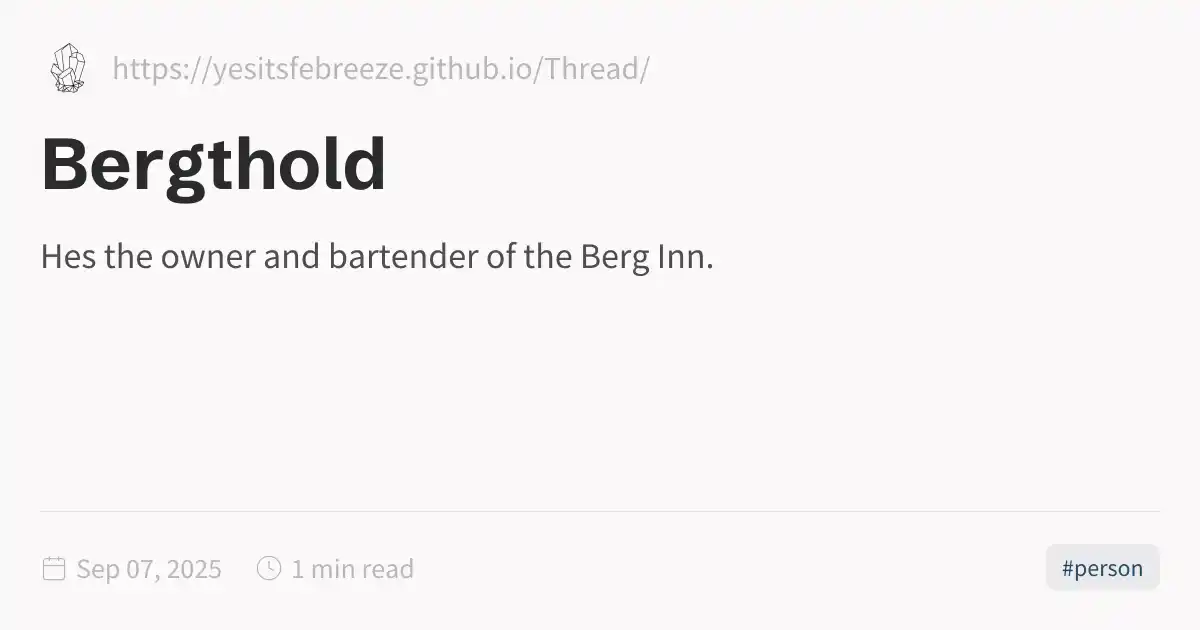 https://yesitsfebreeze.github.io/Thread/
Bergthold
Hes the owner and bartender of the Berg Inn.
Sep 07, 2025 1 min read #person